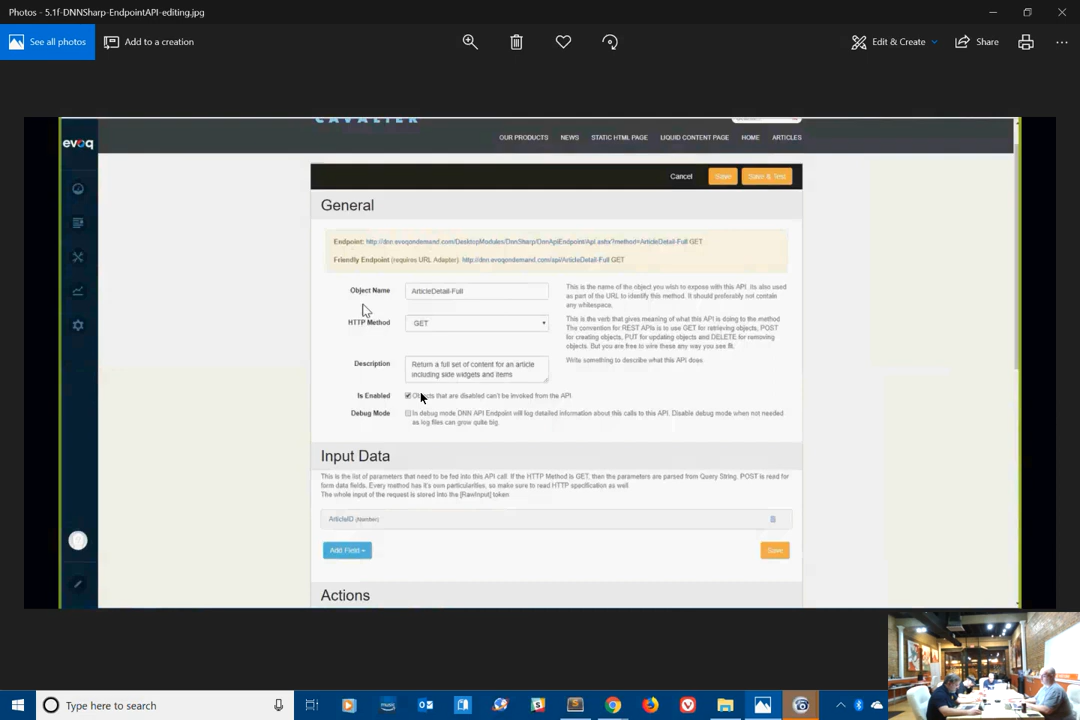 Photos - 5.1f-DNNSharp-EndpointAPI-editing.jpg
See all photos
Add to a creation
Edit & Create
Share
CAVALIER
evoq
OUR PRODUCTS NEWS STATIC HTML PAGE LIQUID CONTENT PAGE HOME ARTICLES
Cancel Save Save & Test
General
Endpoint: http://dnn.evoqondemand.com/DesktopModules/DnnSharp/DnnApiEndpoint/Api.ashx?method=ArticleDetail-Full GET
Friendly Endpoint (requires URL Adapter): http://dnn.evoqondemand.com/api/ArticleDetail-Full GET
Object Name
ArticleDetail-Full
This is the name of the object you wish to expose with this API. Its also used
as part of the URL to identify this method. It should preferably not contain
any whitespace.
HTTP Method
GET
This is the verb that gives meaning of what this API is doing to the method
The convention for REST APIs is to use GET for retrieving objects, POST
for creating objects, PUT for updating objects and DELETE for removing
objects. But you are free to wire these any way you see fit.
Description
Return a full set of content for an article
including side widgets and items
Write something to describe what this API does
Is Enabled
Objects that are disabled can't be invoked from the API
Debug Mode
In debug mode DNN API Endpoint will log detailed information about this calls to this API. Disable debug mode when not needed
as log files can grow quite big.
Input Data
This is the list of parameters that need to be fed into this API call. If the HTTP Method is GET, then the parameters are parsed from Query String, POST is read for
form data fields. Every method has it's own particularities, so make sure to read HTTP specification as well.
The whole input of the request is stored into the [RawInput] token
ArticleID (Number)
Add Field
Save
Actions
Type here to search